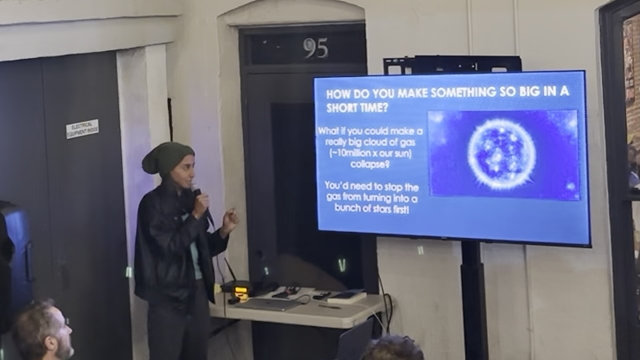 95
ELECTRICAL
EQUIPMENT INSIDE
HOW DO YOU MAKE SOMETHING SO BIG IN A
SHORT TIME?
What if you could make a
really big cloud of gas
(~10million x our sun)
collapse?
You'd need to stop the
gas from turning into a
bunch of stars first!